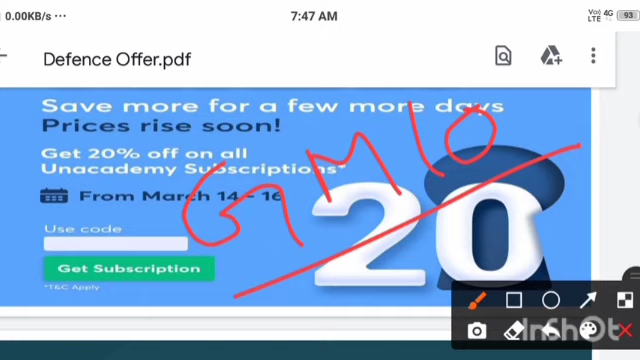 0.00KB/s ...
7:47 AM
Vo) LTE 4G 93
Defence Offer.pdf
Save more for a few more days
Prices rise soon!
Get 20% off on all
Unacademy Subscriptions*
From March 14 - 16
Use code
Get Subscription
*T&C Apply
20
GM10
InShOt